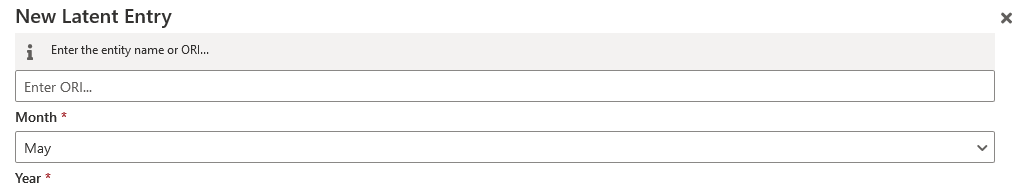 New Latent Entry
Enter the entity name or ORI...
Enter ORI...
Month *
May
Year *